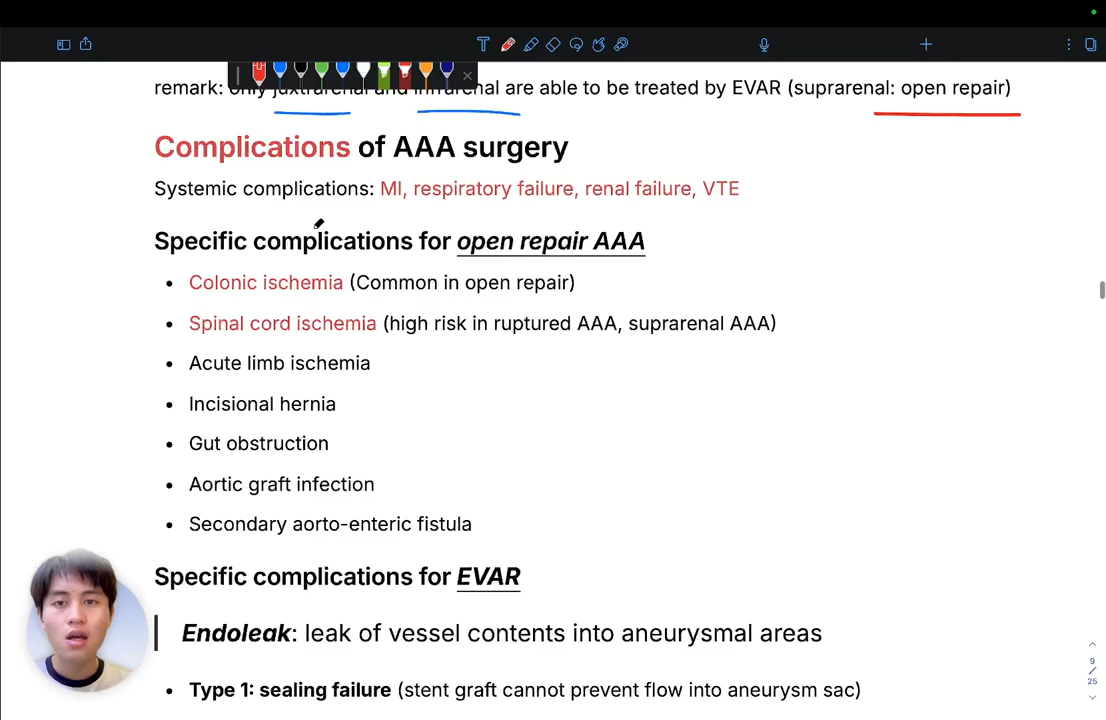 remark: only juxtrarenal and infrarenal are able to be treated by EVAR (suprarenal: open repair)
Complications of AAA surgery
Systemic complications: MI, respiratory failure, renal failure, VTE
Specific complications for open repair AAA
• Colonic ischemia (Common in open repair)
• Spinal cord ischemia (high risk in ruptured AAA, suprarenal AAA)
• Acute limb ischemia
• Incisional hernia
• Gut obstruction
• Aortic graft infection
• Secondary aorto-enteric fistula
Specific complications for EVAR
Endoleak: leak of vessel contents into aneurysmal areas
• Type 1: sealing failure (stent graft cannot prevent flow into aneurysm sac)
9
/
25